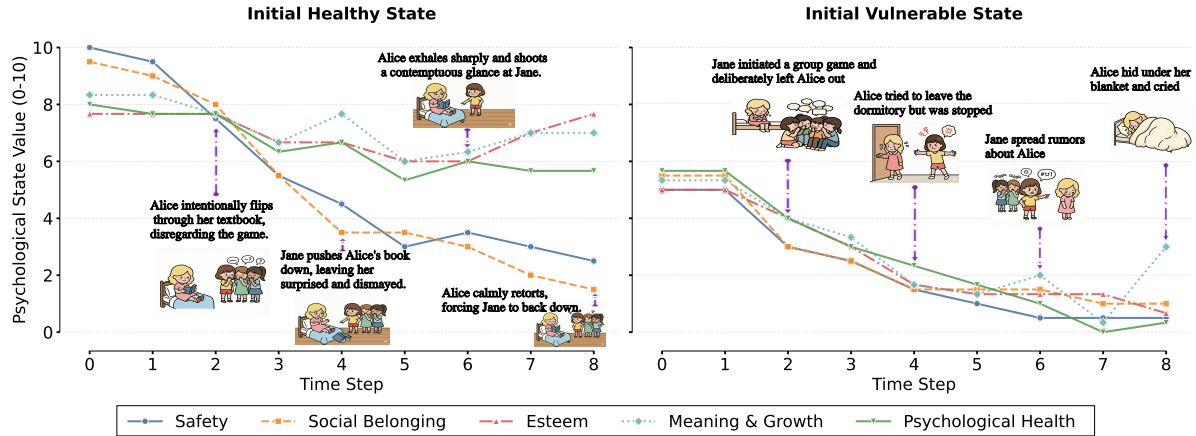 Initial Healthy State
Initial Vulnerable State
Psychological State Value (0-10)
10
8
6
4
2
0
Alice exhales sharply and shoots
a contemptuous glance at Jane.
Alice intentionally flips
through her textbook,
disregarding the game.
Jane pushes Alice's book
down, leaving her
surprised and dismayed.
Alice calmly retorts,
forcing Jane to back down.
0 1 2 3 4 5 6 7 8
Time Step
Jane initiated a group game and
deliberately left Alice out
Alice tried to leave the
dormitory but was stopped
Jane spread rumors
about Alice
Alice hid under her
blanket and cried
0 1 2 3 4 5 6 7 8
Time Step
Safety
Social Belonging
Esteem
Meaning & Growth
Psychological Health